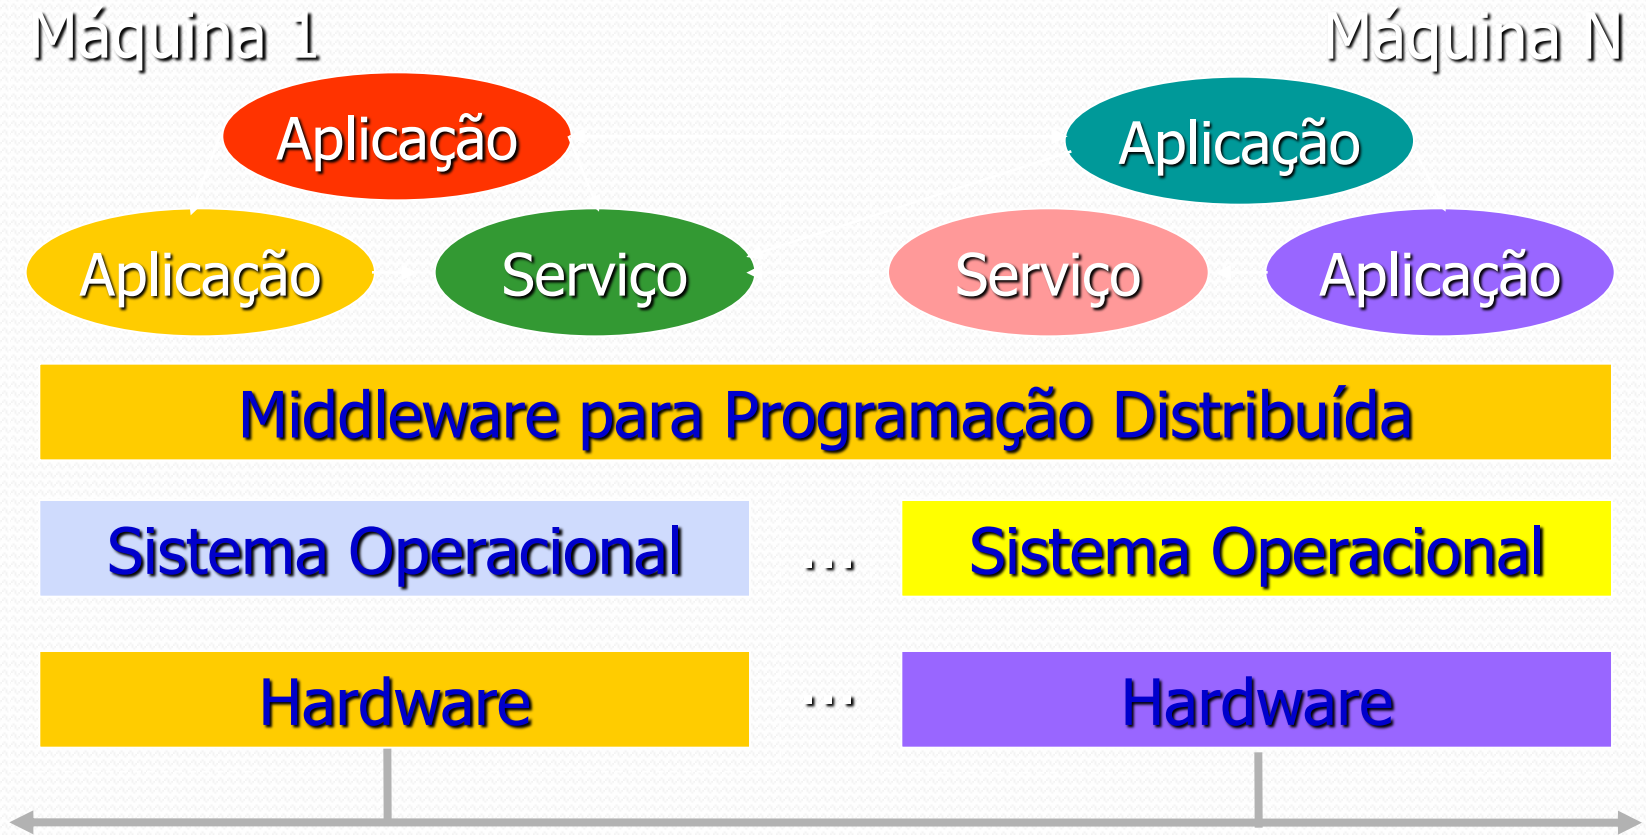 Máquina 1
Máquina N
Aplicação
Aplicação
Aplicação
Serviço
Serviço
Aplicação
Middleware para Programação Distribuída
Sistema Operacional
...
Sistema Operacional
Hardware
...
Hardware